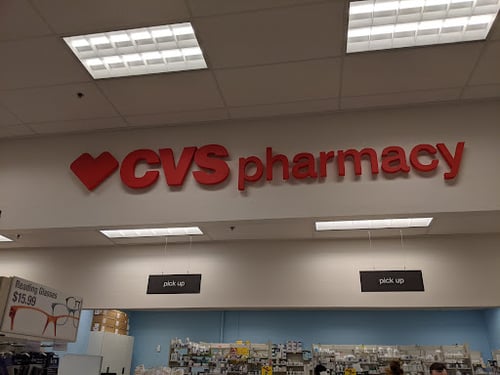 CVS pharmacy
pick up
pick up
Reading Glasses
$15.99